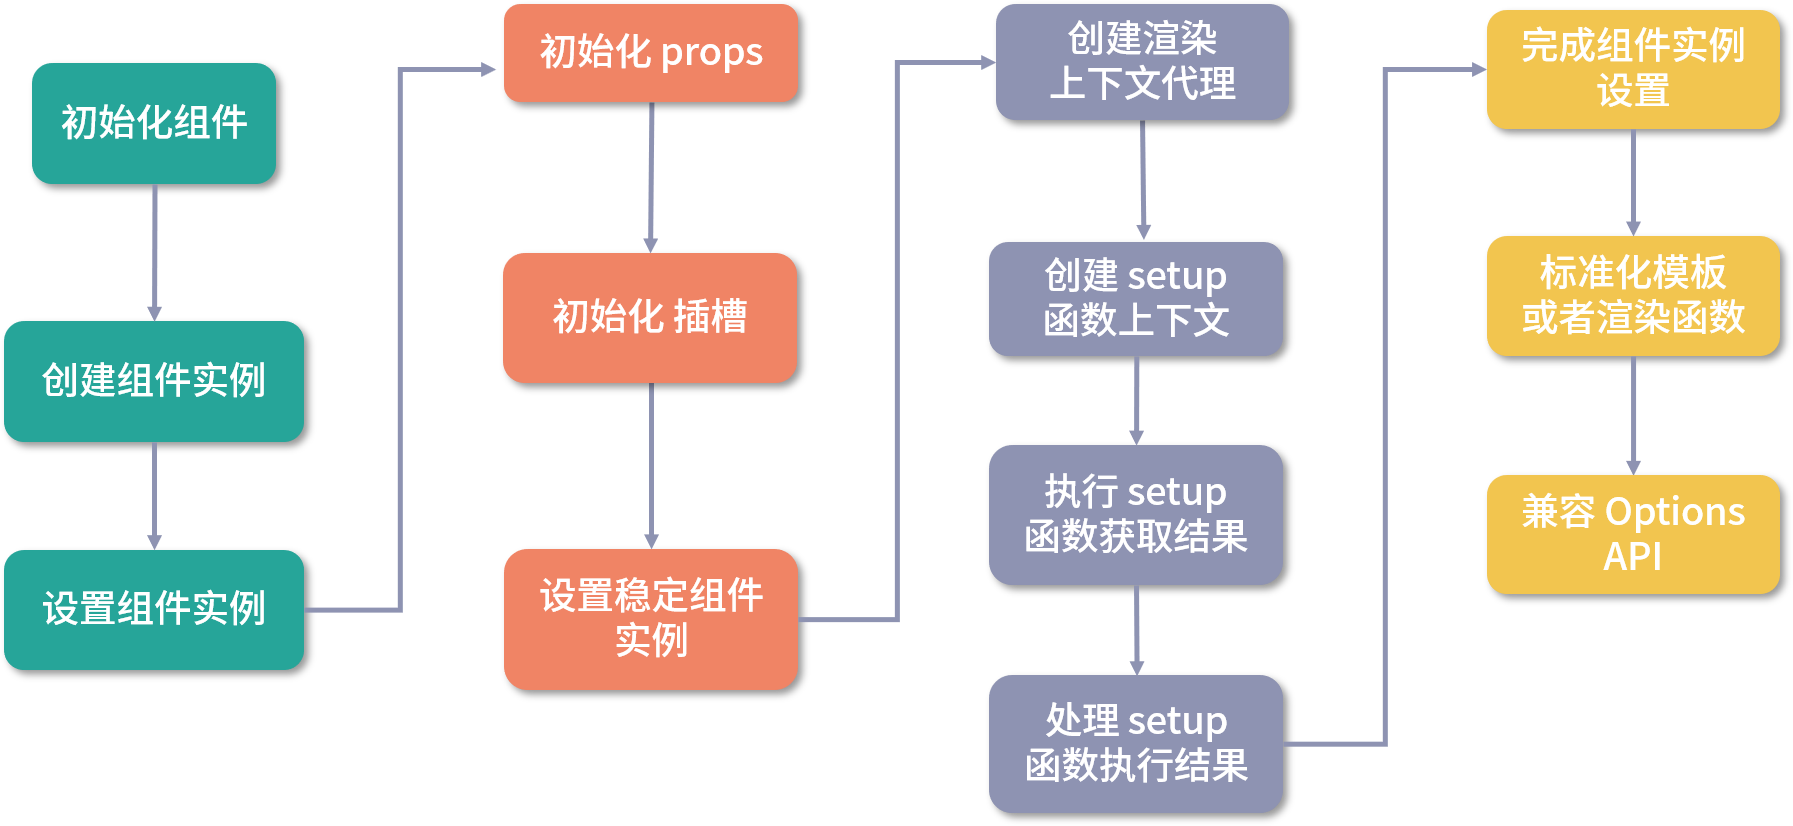 初始化组件
创建组件实例
设置组件实例
初始化 props
初始化 插槽
设置稳定组件
实例
创建渲染
上下文代理
创建 setup
函数上下文
执行 setup
函数获取结果
处理 setup
函数执行结果
完成组件实例
设置
标准化模板
或者渲染函数
兼容 Options
API